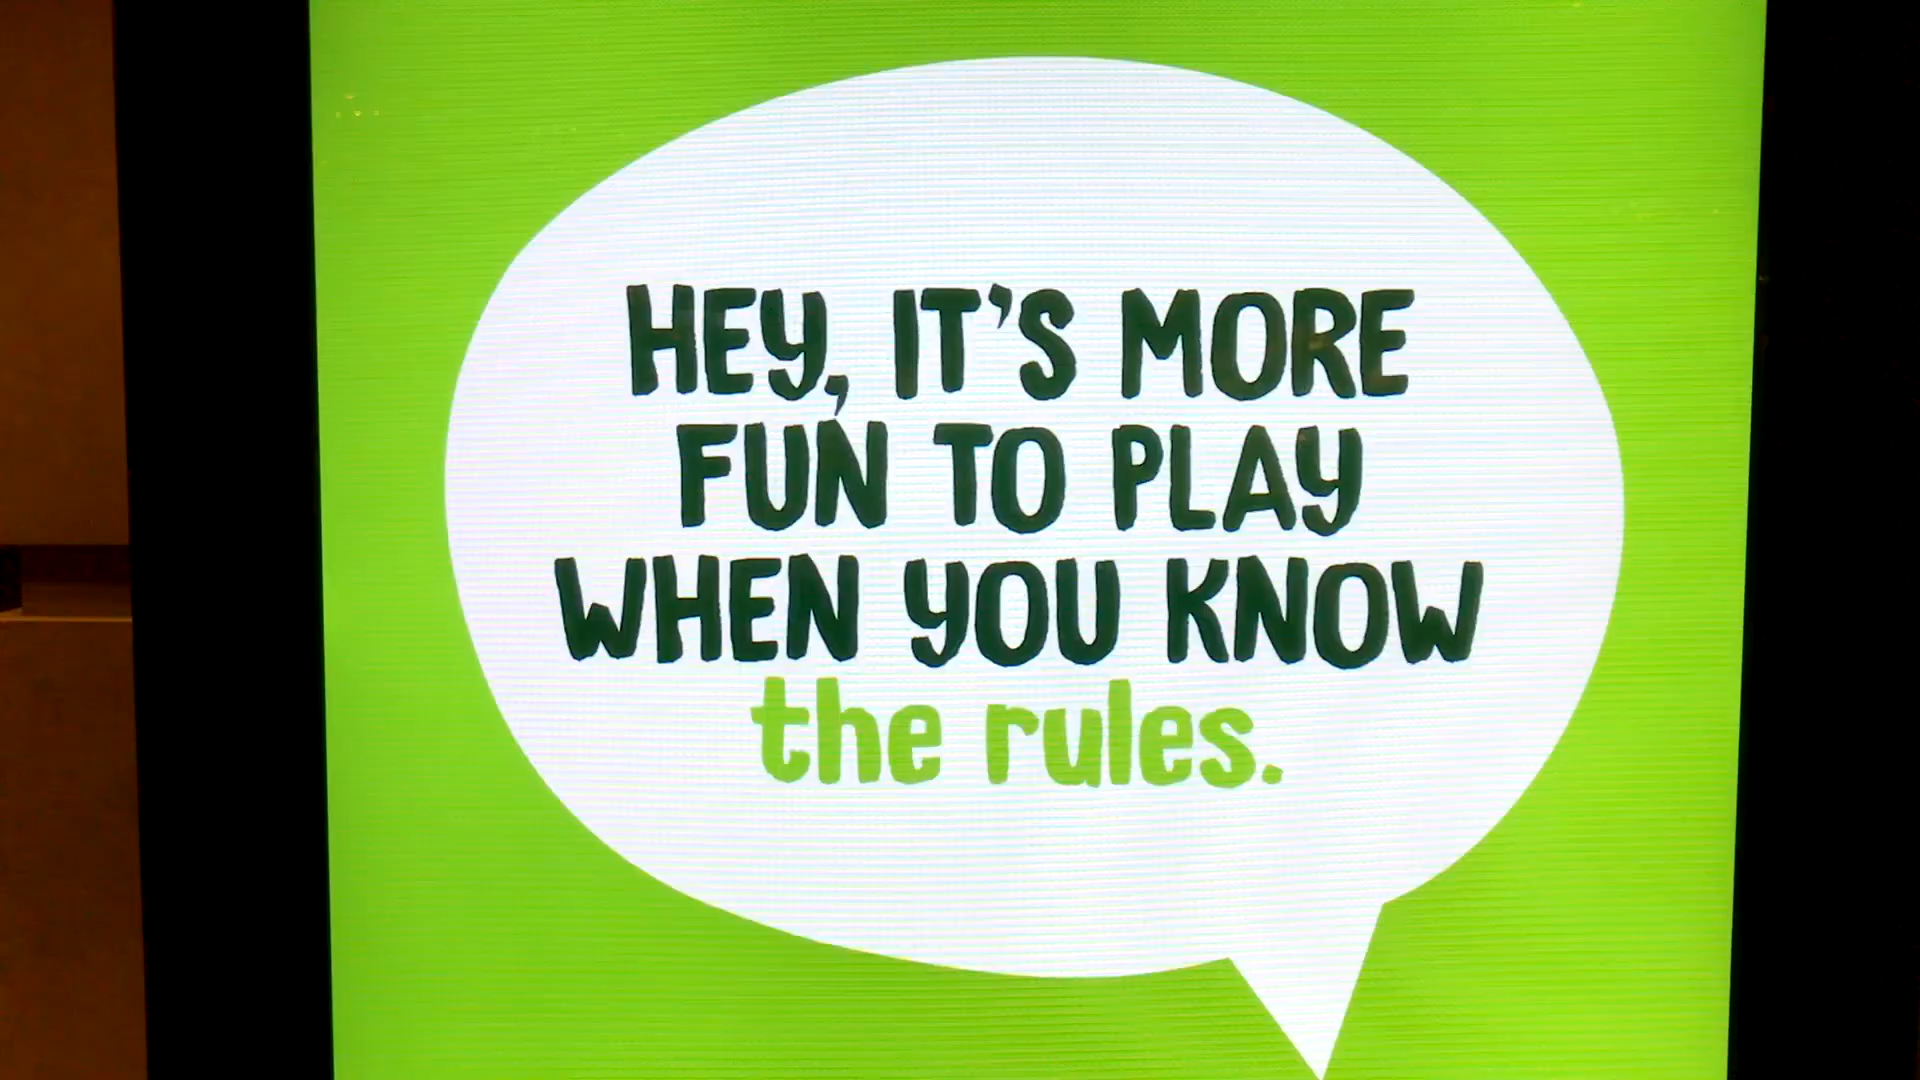 HEY, IT'S MORE
FUN TO PLAY
WHEN YOU KNOW
the rules.